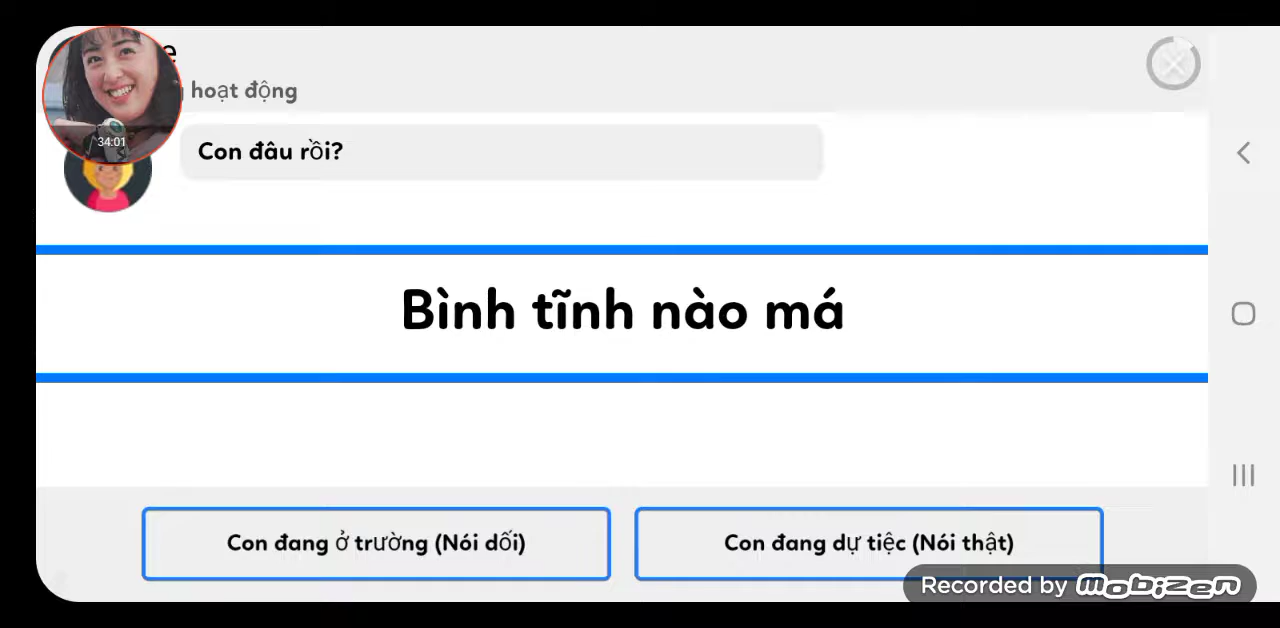 e
hoạt động
34:01
Con đâu rồi?
Bình tĩnh nào má
Con đang ở trường (Nói dối)
Con đang dự tiệc (Nói thật)
Recorded by mobizen